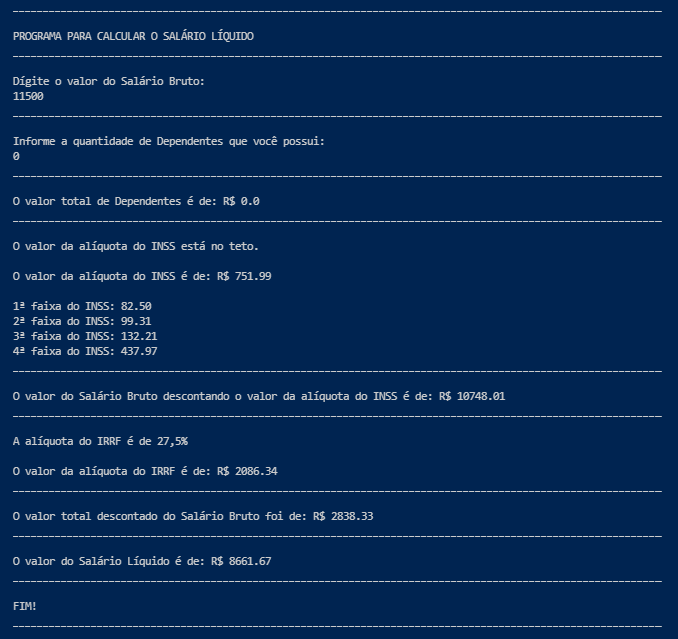 PROGRAMA PARA CALCULAR O SALÁRIO LÍQUIDO
Dígite o valor do Salário Bruto:
11500
Informe a quantidade de Dependentes que você possui:
0
O valor total de Dependentes é de: R$ 0.0
O valor da alíquota do INSS está no teto.
O valor da alíquota do INSS é de: R$ 751.99
1ª faixa do INSS: 82.50
2ª faixa do INSS: 99.31
3ª faixa do INSS: 132.21
4ª faixa do INSS: 437.97
O valor do Salário Bruto descontando o valor da alíquota do INSS é de: R$ 10748.01
A alíquota do IRRF é de 27,5%
O valor da alíquota do IRRF é de: R$ 2086.34
O valor total descontado do Salário Bruto foi de: R$ 2838.33
O valor do Salário Líquido é de: R$ 8661.67
FIM!